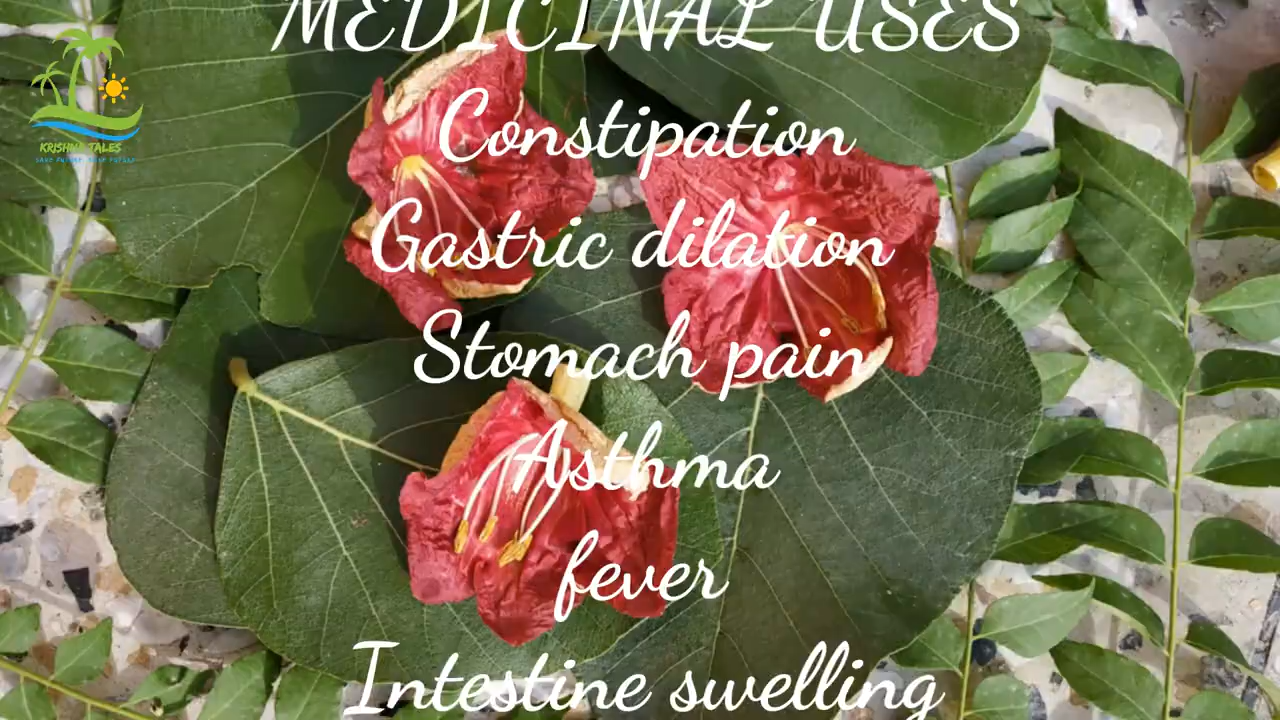 MEDICINAL USES
KRISHNA TALES
Constipation
Gastric dilation
Stomach pain
Asthma
fever
Intestine swelling